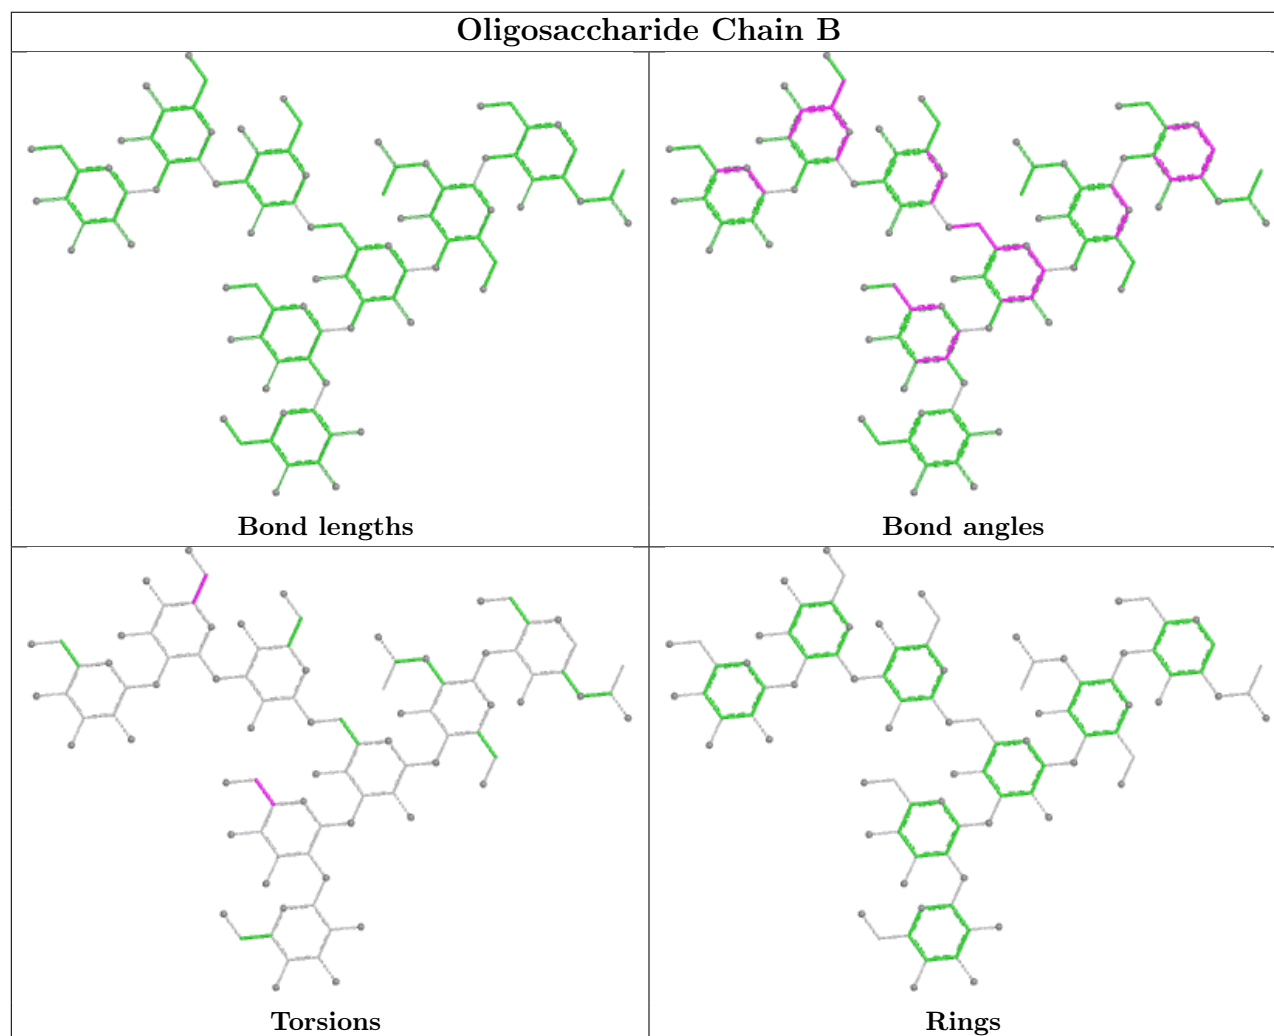 Oligosaccharide Chain B
Bond lengths
Bond angles
Torsions
Rings